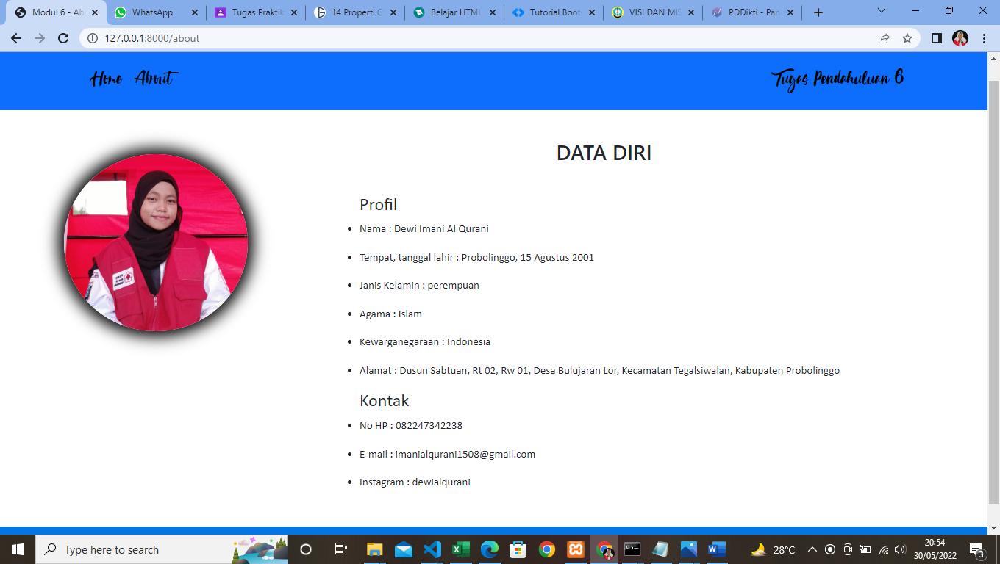 Modul 6 - Ab
WhatsApp
Tugas Praktik
14 Properti C
Belajar HTML
Tutorial Boots
VISI DAN MIS
PDDikti - Pan
127.0.0.1:8000/about
Home About
Tugas Pendahuluan 6
DATA DIRI
Profil
Nama : Dewi Imani Al Qurani
Tempat, tanggal lahir : Probolinggo, 15 Agustus 2001
Janis Kelamin : perempuan
Agama : Islam
Kewarganegaraan : Indonesia
Alamat : Dusun Sabtuan, Rt 02, Rw 01, Desa Bulujaran Lor, Kecamatan Tegalsiwalan, Kabupaten Probolinggo
Kontak
No HP : 082247342238
E-mail : imanialqurani1508@gmail.com
Instagram : dewialqurani
Type here to search
28°C
20:54
30/05/2022
3